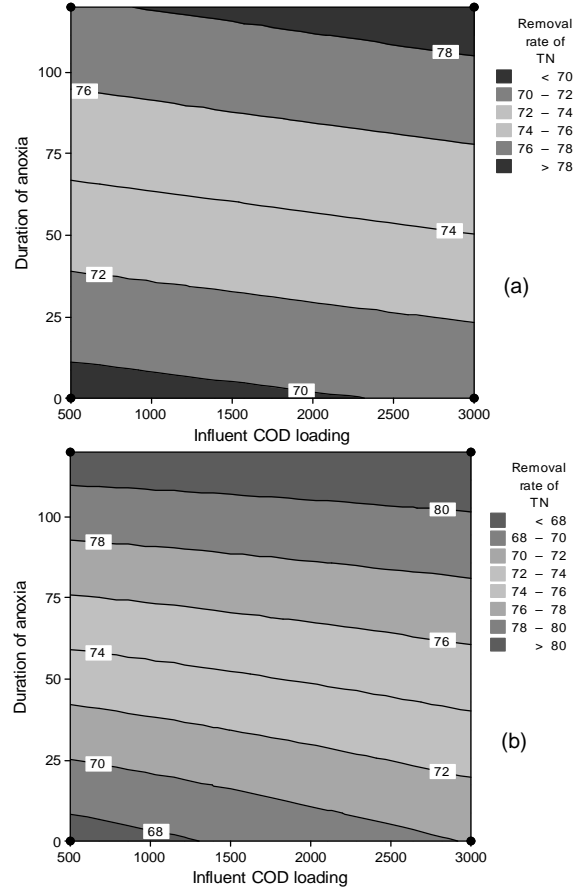 Removal
rate of
TN
< 70
70 – 72
72 – 74
74 – 76
76 – 78
> 78
Duration of anoxia
100
75
50
25
0
78
76
74
72
70
500 1000 1500 2000 2500 3000
Influent COD loading
(a)
Removal
rate of
TN
< 68
68 – 70
70 – 72
72 – 74
74 – 76
76 – 78
78 – 80
> 80
Duration of anoxia
100
75
50
25
0
80
78
76
74
72
70
68
500 1000 1500 2000 2500 3000
Influent COD loading
(b)